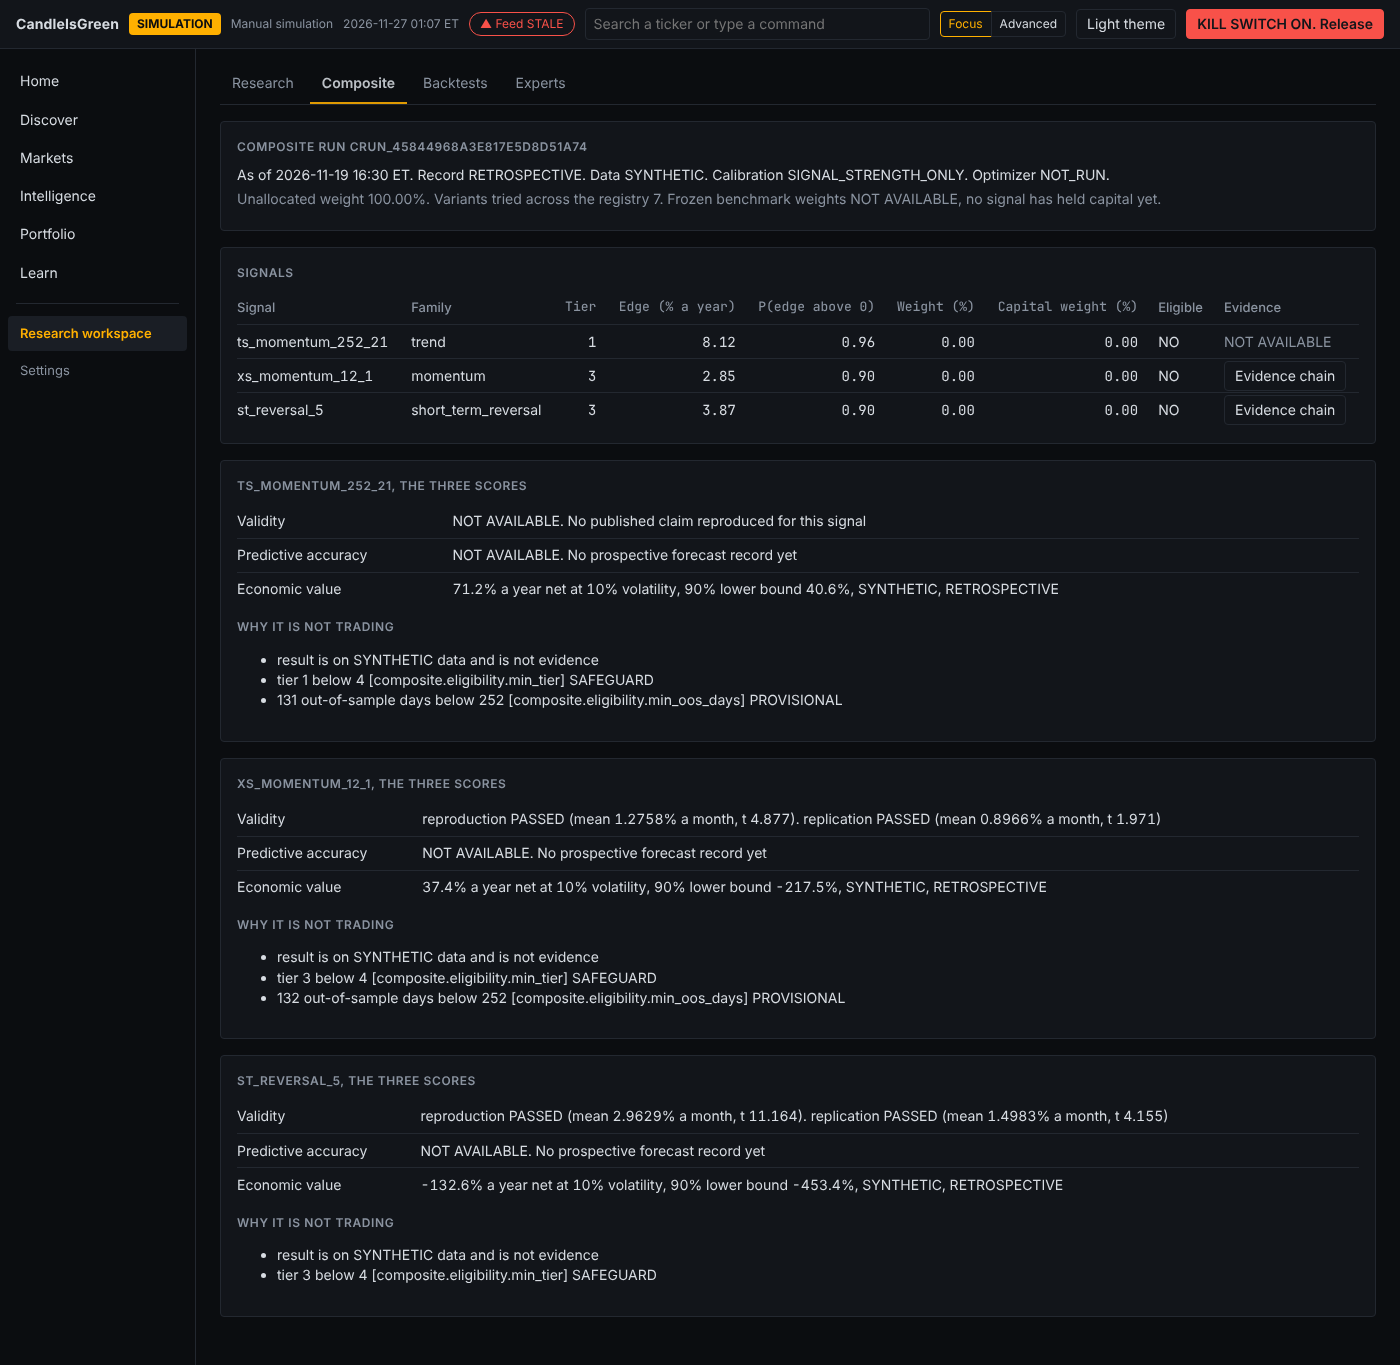 CandleIsGreen SIMULATION Manual simulation 2026-11-27 01:07 ET ▲ Feed STALE Search a ticker or type a command Focus Advanced Light theme KILL SWITCH ON. Release
Home
Discover
Markets
Intelligence
Portfolio
Learn
Research workspace
Settings
Research Composite Backtests Experts
COMPOSITE RUN CRUN_45844968A3E817E5D8D51A74
As of 2026-11-19 16:30 ET. Record RETROSPECTIVE. Data SYNTHETIC. Calibration SIGNAL_STRENGTH_ONLY. Optimizer NOT_RUN.
Unallocated weight 100.00%. Variants tried across the registry 7. Frozen benchmark weights NOT AVAILABLE, no signal has held capital yet.
SIGNALS
Signal Family Tier Edge (% a year) P(edge above 0) Weight (%) Capital weight (%) Eligible Evidence
ts_momentum_252_21 trend 1 8.12 0.96 0.00 0.00 NO NOT AVAILABLE
xs_momentum_12_1 momentum 3 2.85 0.90 0.00 0.00 NO Evidence chain
st_reversal_5 short_term_reversal 3 3.87 0.90 0.00 0.00 NO Evidence chain
TS_MOMENTUM_252_21, THE THREE SCORES
Validity NOT AVAILABLE. No published claim reproduced for this signal
Predictive accuracy NOT AVAILABLE. No prospective forecast record yet
Economic value 71.2% a year net at 10% volatility, 90% lower bound 40.6%, SYNTHETIC, RETROSPECTIVE
WHY IT IS NOT TRADING
• result is on SYNTHETIC data and is not evidence
• tier 1 below 4 [composite.eligibility.min_tier] SAFEGUARD
• 131 out-of-sample days below 252 [composite.eligibility.min_oos_days] PROVISIONAL
XS_MOMENTUM_12_1, THE THREE SCORES
Validity reproduction PASSED (mean 1.2758% a month, t 4.877). replication PASSED (mean 0.8966% a month, t 1.971)
Predictive accuracy NOT AVAILABLE. No prospective forecast record yet
Economic value 37.4% a year net at 10% volatility, 90% lower bound -217.5%, SYNTHETIC, RETROSPECTIVE
WHY IT IS NOT TRADING
• result is on SYNTHETIC data and is not evidence
• tier 3 below 4 [composite.eligibility.min_tier] SAFEGUARD
• 132 out-of-sample days below 252 [composite.eligibility.min_oos_days] PROVISIONAL
ST_REVERSAL_5, THE THREE SCORES
Validity reproduction PASSED (mean 2.9629% a month, t 11.164). replication PASSED (mean 1.4983% a month, t 4.155)
Predictive accuracy NOT AVAILABLE. No prospective forecast record yet
Economic value -132.6% a year net at 10% volatility, 90% lower bound -453.4%, SYNTHETIC, RETROSPECTIVE
WHY IT IS NOT TRADING
• result is on SYNTHETIC data and is not evidence
• tier 3 below 4 [composite.eligibility.min_tier] SAFEGUARD